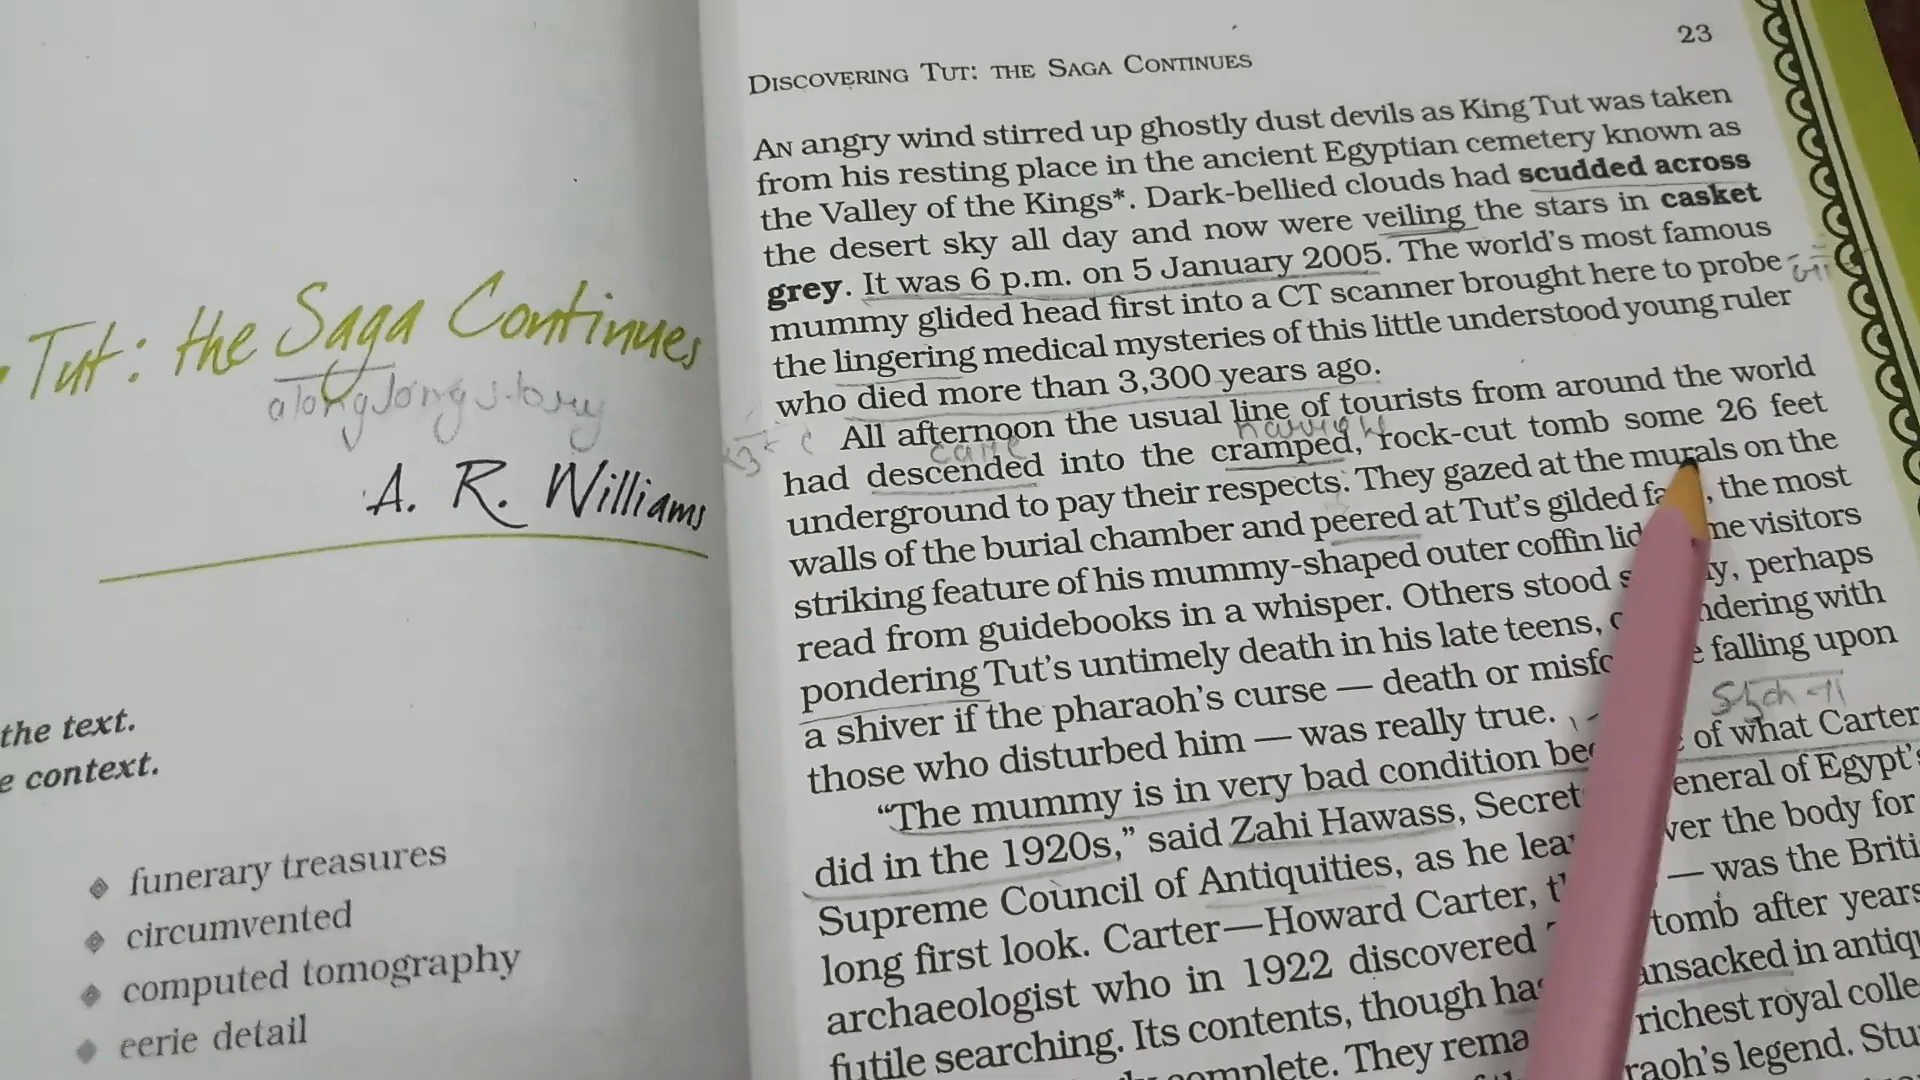 Tut: the Saga Continues
a long long story
A. R. Williams
the text.
e context.
funerary treasures
circumvented
computed tomography
eerie detail
23
DISCOVERING TUT: THE SAGA CONTINUES
AN angry wind stirred up ghostly dust devils as King Tut was taken
from his resting place in the ancient Egyptian cemetery known as
the Valley of the Kings*. Dark-bellied clouds had scudded across
the desert sky all day and now were veiling the stars in casket
grey. It was 6 p.m. on 5 January 2005. The world's most famous
mummy glided head first into a CT scanner brought here to probe
the lingering medical mysteries of this little understood young ruler
who died more than 3,300 years ago.
All afternoon the usual line of tourists from around the world
had descended into the cramped, rock-cut tomb some 26 feet
underground to pay their respects. They gazed at the murals on the
walls of the burial chamber and peered at Tut's gilded fa , the most
striking feature of his mummy-shaped outer coffin lid me visitors
read from guidebooks in a whisper. Others stood s y, perhaps
pondering Tut's untimely death in his late teens, ndering with
a shiver if the pharaoh's curse — death or misfo e falling upon
those who disturbed him — was really true.
"The mummy is in very bad condition bec of what Carter
did in the 1920s," said Zahi Hawass, Secret eneral of Egypt's
Supreme Council of Antiquities, as he lea ver the body for
long first look. Carter—Howard Carter, t — was the Briti
archaeologist who in 1922 discovered tomb after years
futile searching. Its contents, though has ansacked in antiqu
complete. They rema richest royal colle
raoh's legend. Stu